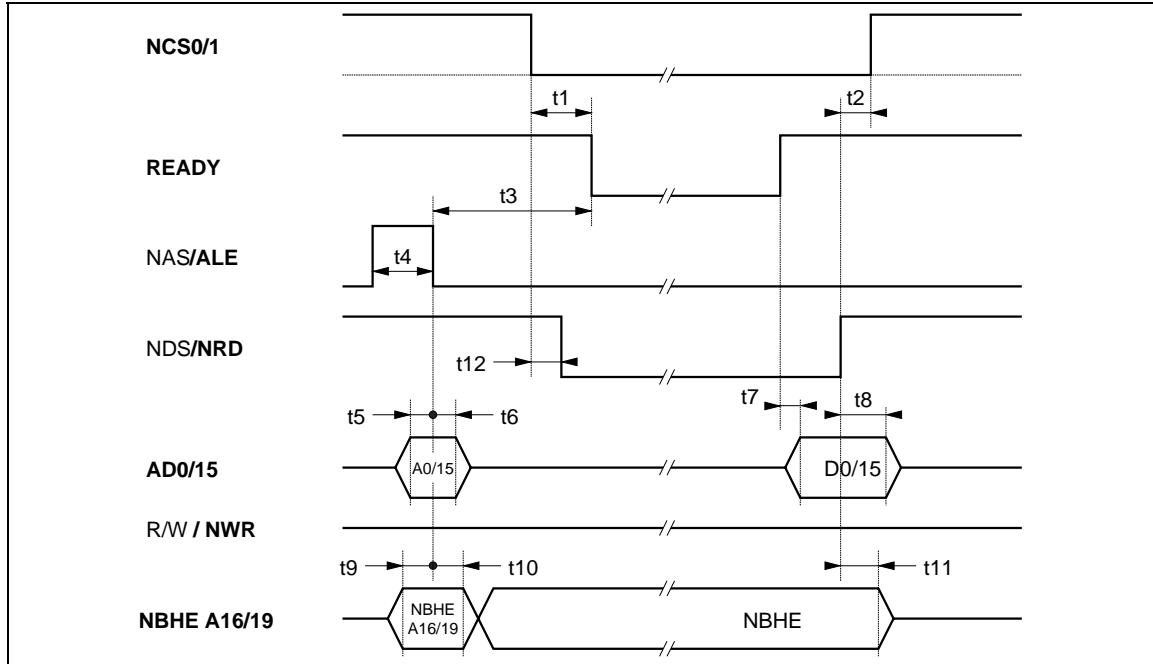 NCS0/1
t1
t2
READY
t3
NAS/ALE
t4
NDS/NRD
t12
t7
t8
t5
t6
AD0/15
A0/15
D0/15
R/W / NWR
t9
t10
t11
NBHE A16/19
NBHE
A16/19
NBHE